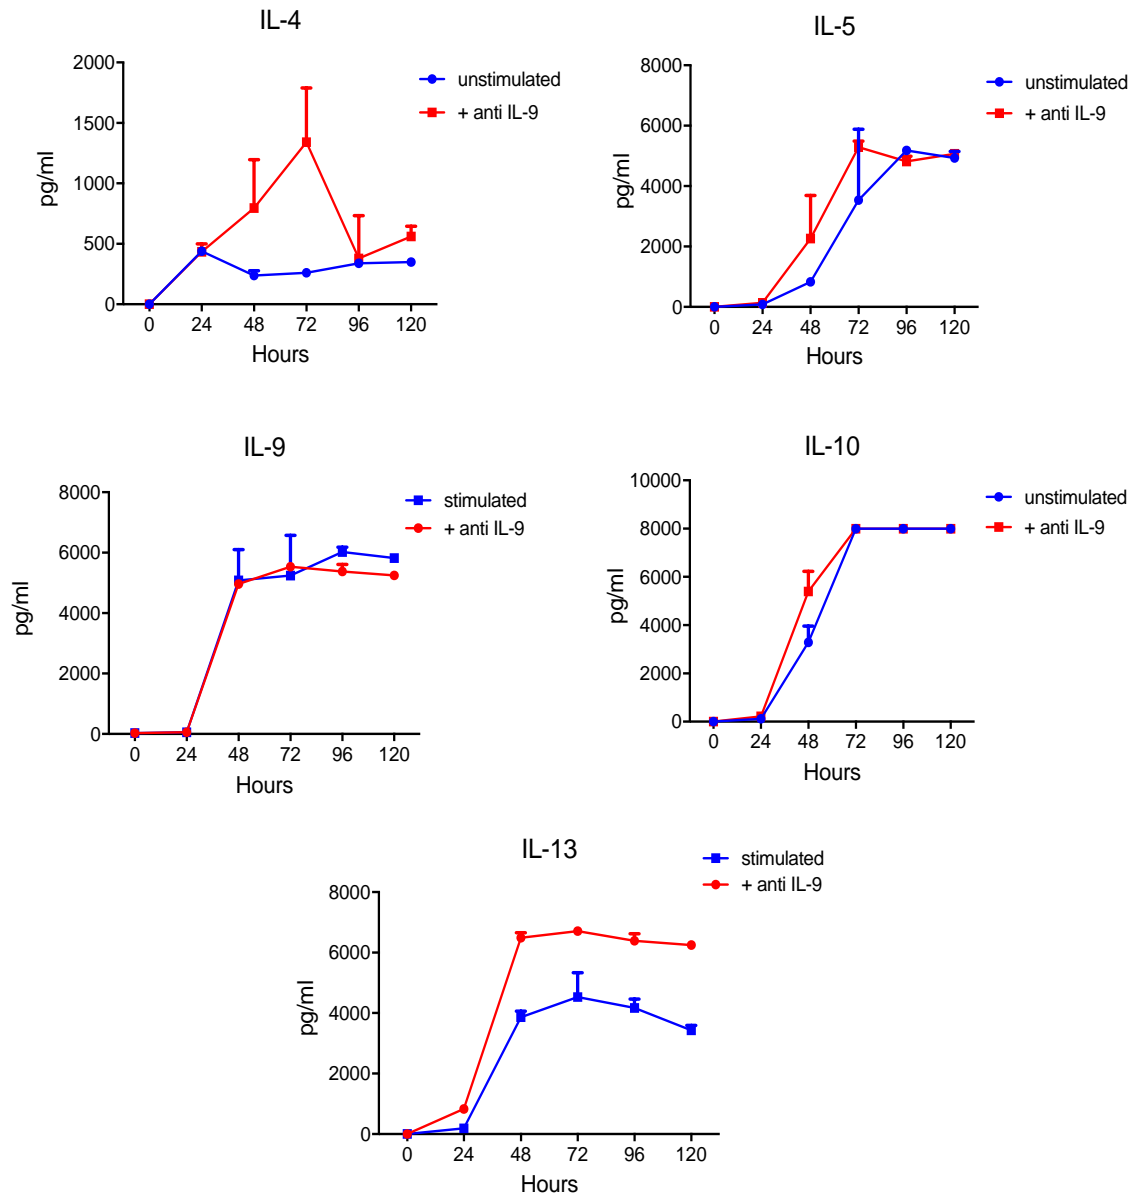 IL-4
2000
1500
1000
500
0
pg/ml
0 24 48 72 96 120
Hours
unstimulated
+ anti IL-9
IL-5
8000
6000
4000
2000
0
pg/ml
0 24 48 72 96 120
Hours
unstimulated
+ anti IL-9
IL-9
8000
6000
4000
2000
0
pg/ml
0 24 48 72 96 120
Hours
stimulated
+ anti IL-9
IL-10
10000
8000
6000
4000
2000
0
pg/ml
0 24 48 72 96 120
Hours
unstimulated
+ anti IL-9
IL-13
8000
6000
4000
2000
0
pg/ml
0 24 48 72 96 120
Hours
stimulated
+ anti IL-9